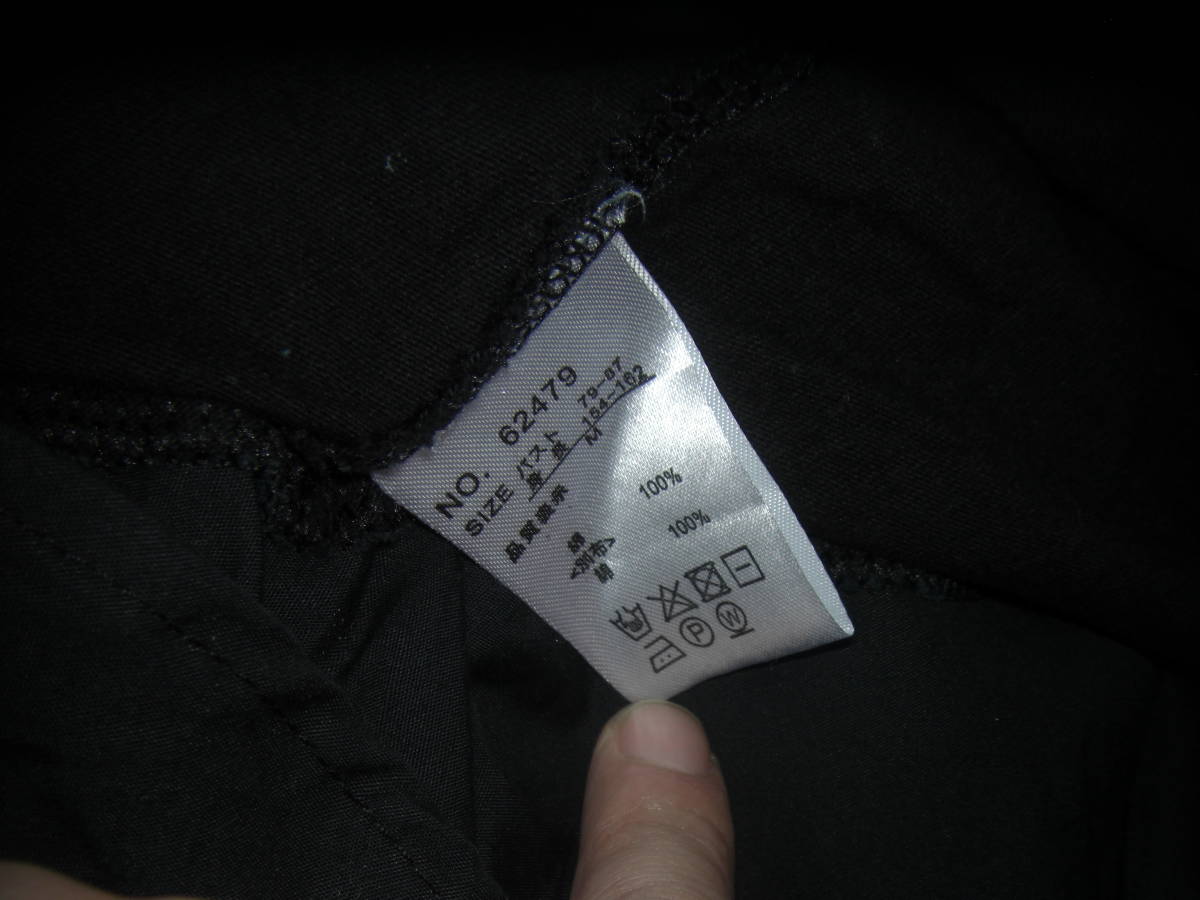 NO. 62479
SIZE バスト 79-87
身長 154-162
M
品質表示
綿 100%
<別布>
綿 100%
P W